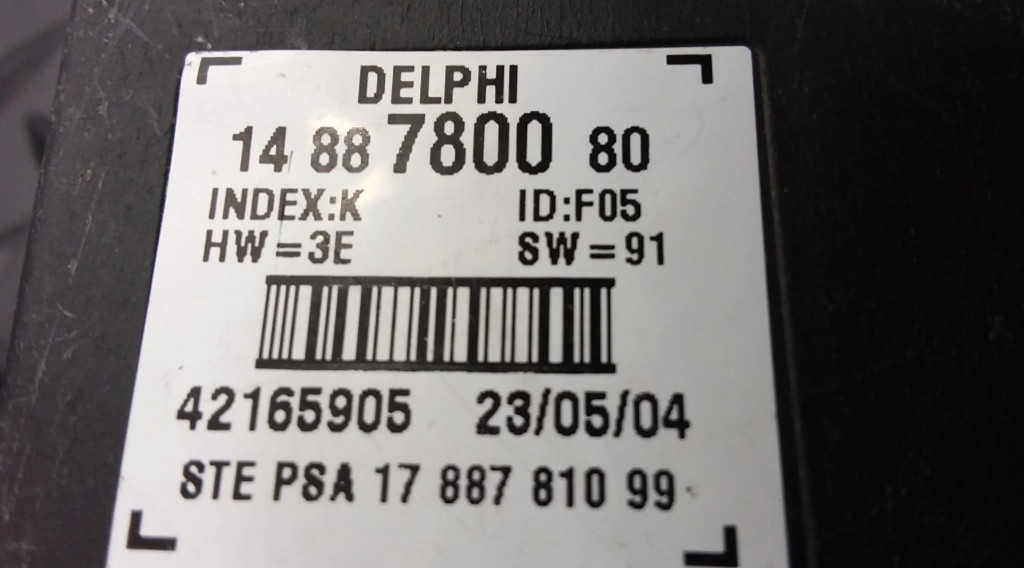 DELPHI
14 88 7800 80
INDEX:K ID:F05
HW=3E SW=91
42165905 23/05/04
STE PSA 17 887 810 99